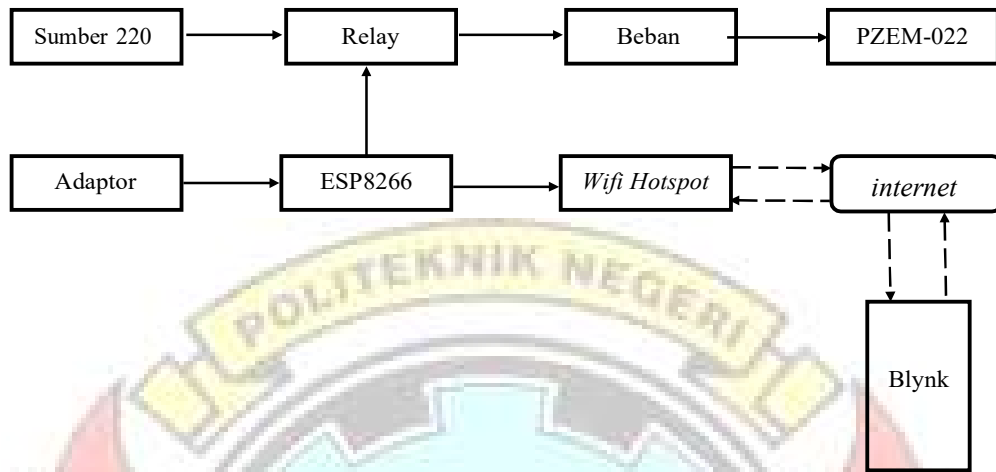 Sumber 220
Relay
Beban
PZEM-022
Adaptor
ESP8266
Wifi Hotspot
internet
POLITEKNIK NEGERI
Blynk